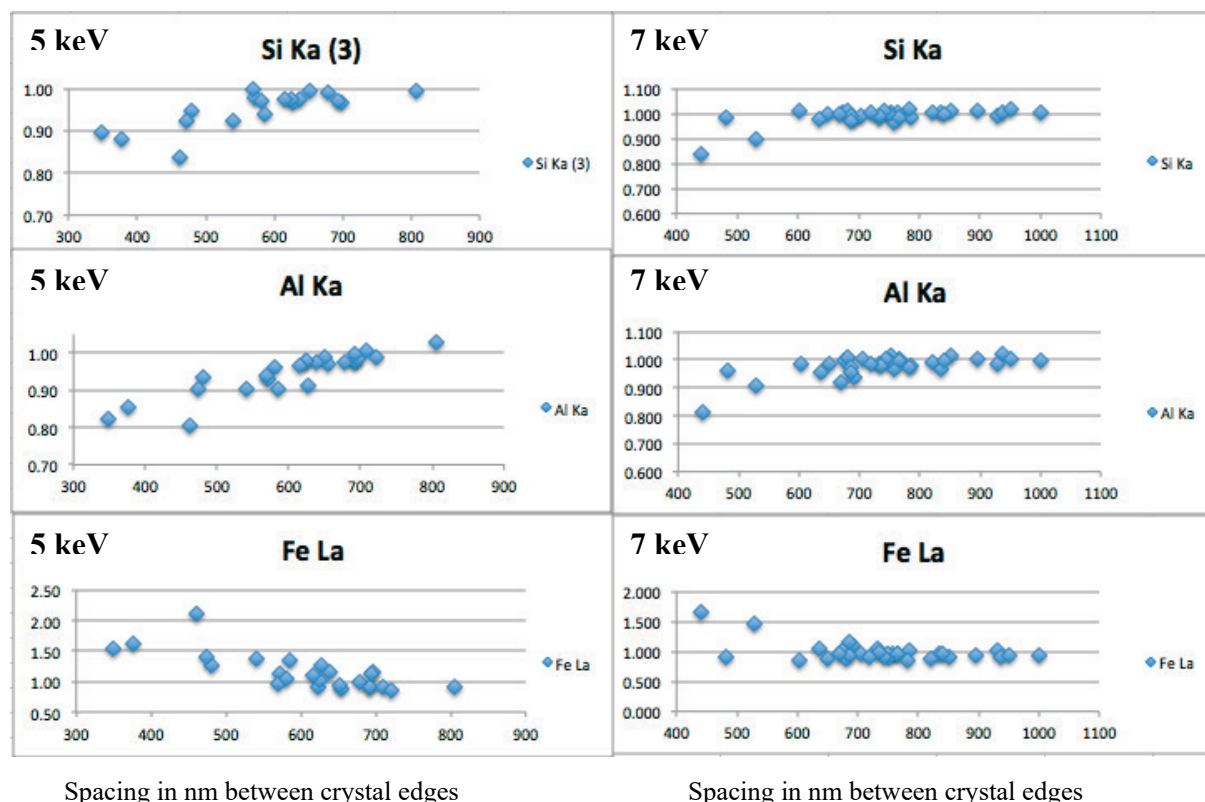 5 keV
Si Ka (3)
1.00
0.90
0.80
0.70
300 400 500 600 700 800 900
Si Ka (3)
7 keV
Si Ka
1.100
1.000
0.900
0.800
0.700
0.600
400 500 600 700 800 900 1000 1100
Si Ka
5 keV
Al Ka
1.00
0.90
0.80
0.70
300 400 500 600 700 800 900
Al Ka
7 keV
Al Ka
1.100
1.000
0.900
0.800
0.700
0.600
400 500 600 700 800 900 1000 1100
Al Ka
5 keV
Fe La
2.50
2.00
1.50
1.00
0.50
300 400 500 600 700 800 900
Fe La
7 keV
Fe La
2.000
1.500
1.000
0.500
0.000
400 500 600 700 800 900 1000 1100
Fe La
Spacing in nm between crystal edges
Spacing in nm between crystal edges